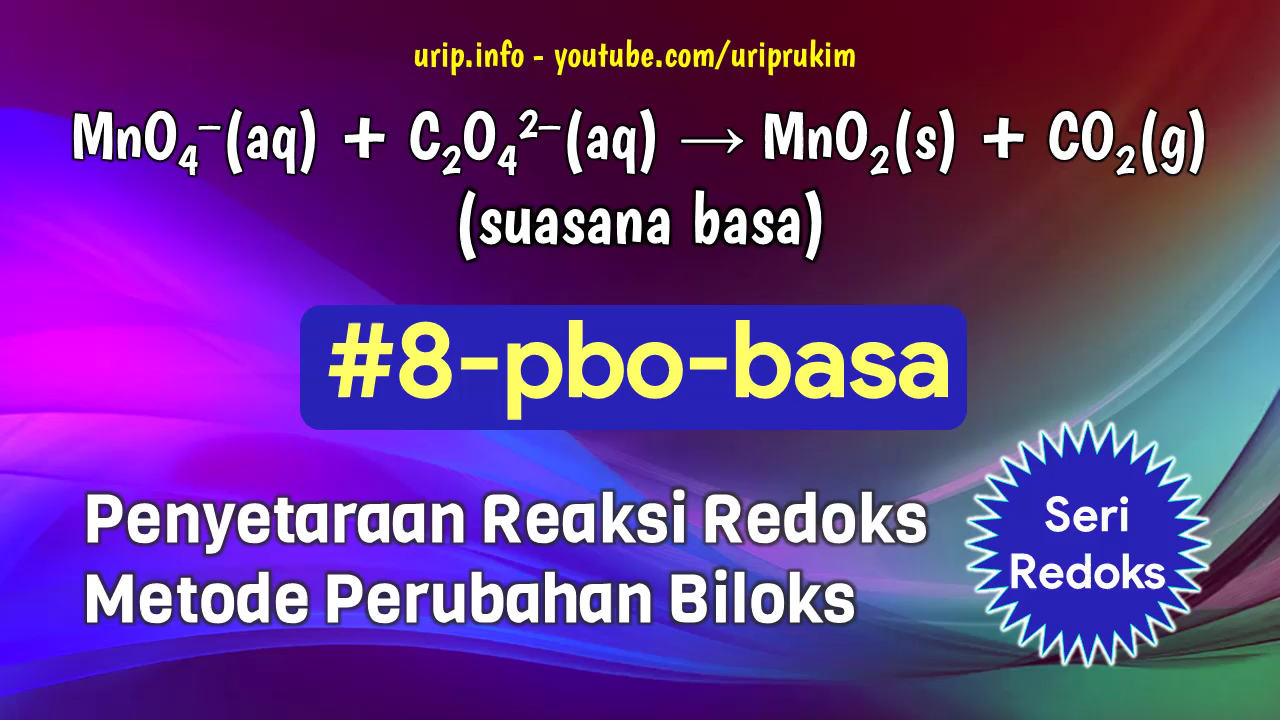 urip.info - youtube.com/uriprukim
MnO₄⁻(aq) + C₂O₄²⁻(aq) → MnO₂(s) + CO₂(g)
(suasana basa)
#8-pbo-basa
Penyetaraan Reaksi Redoks
Metode Perubahan Biloks
Seri
Redoks